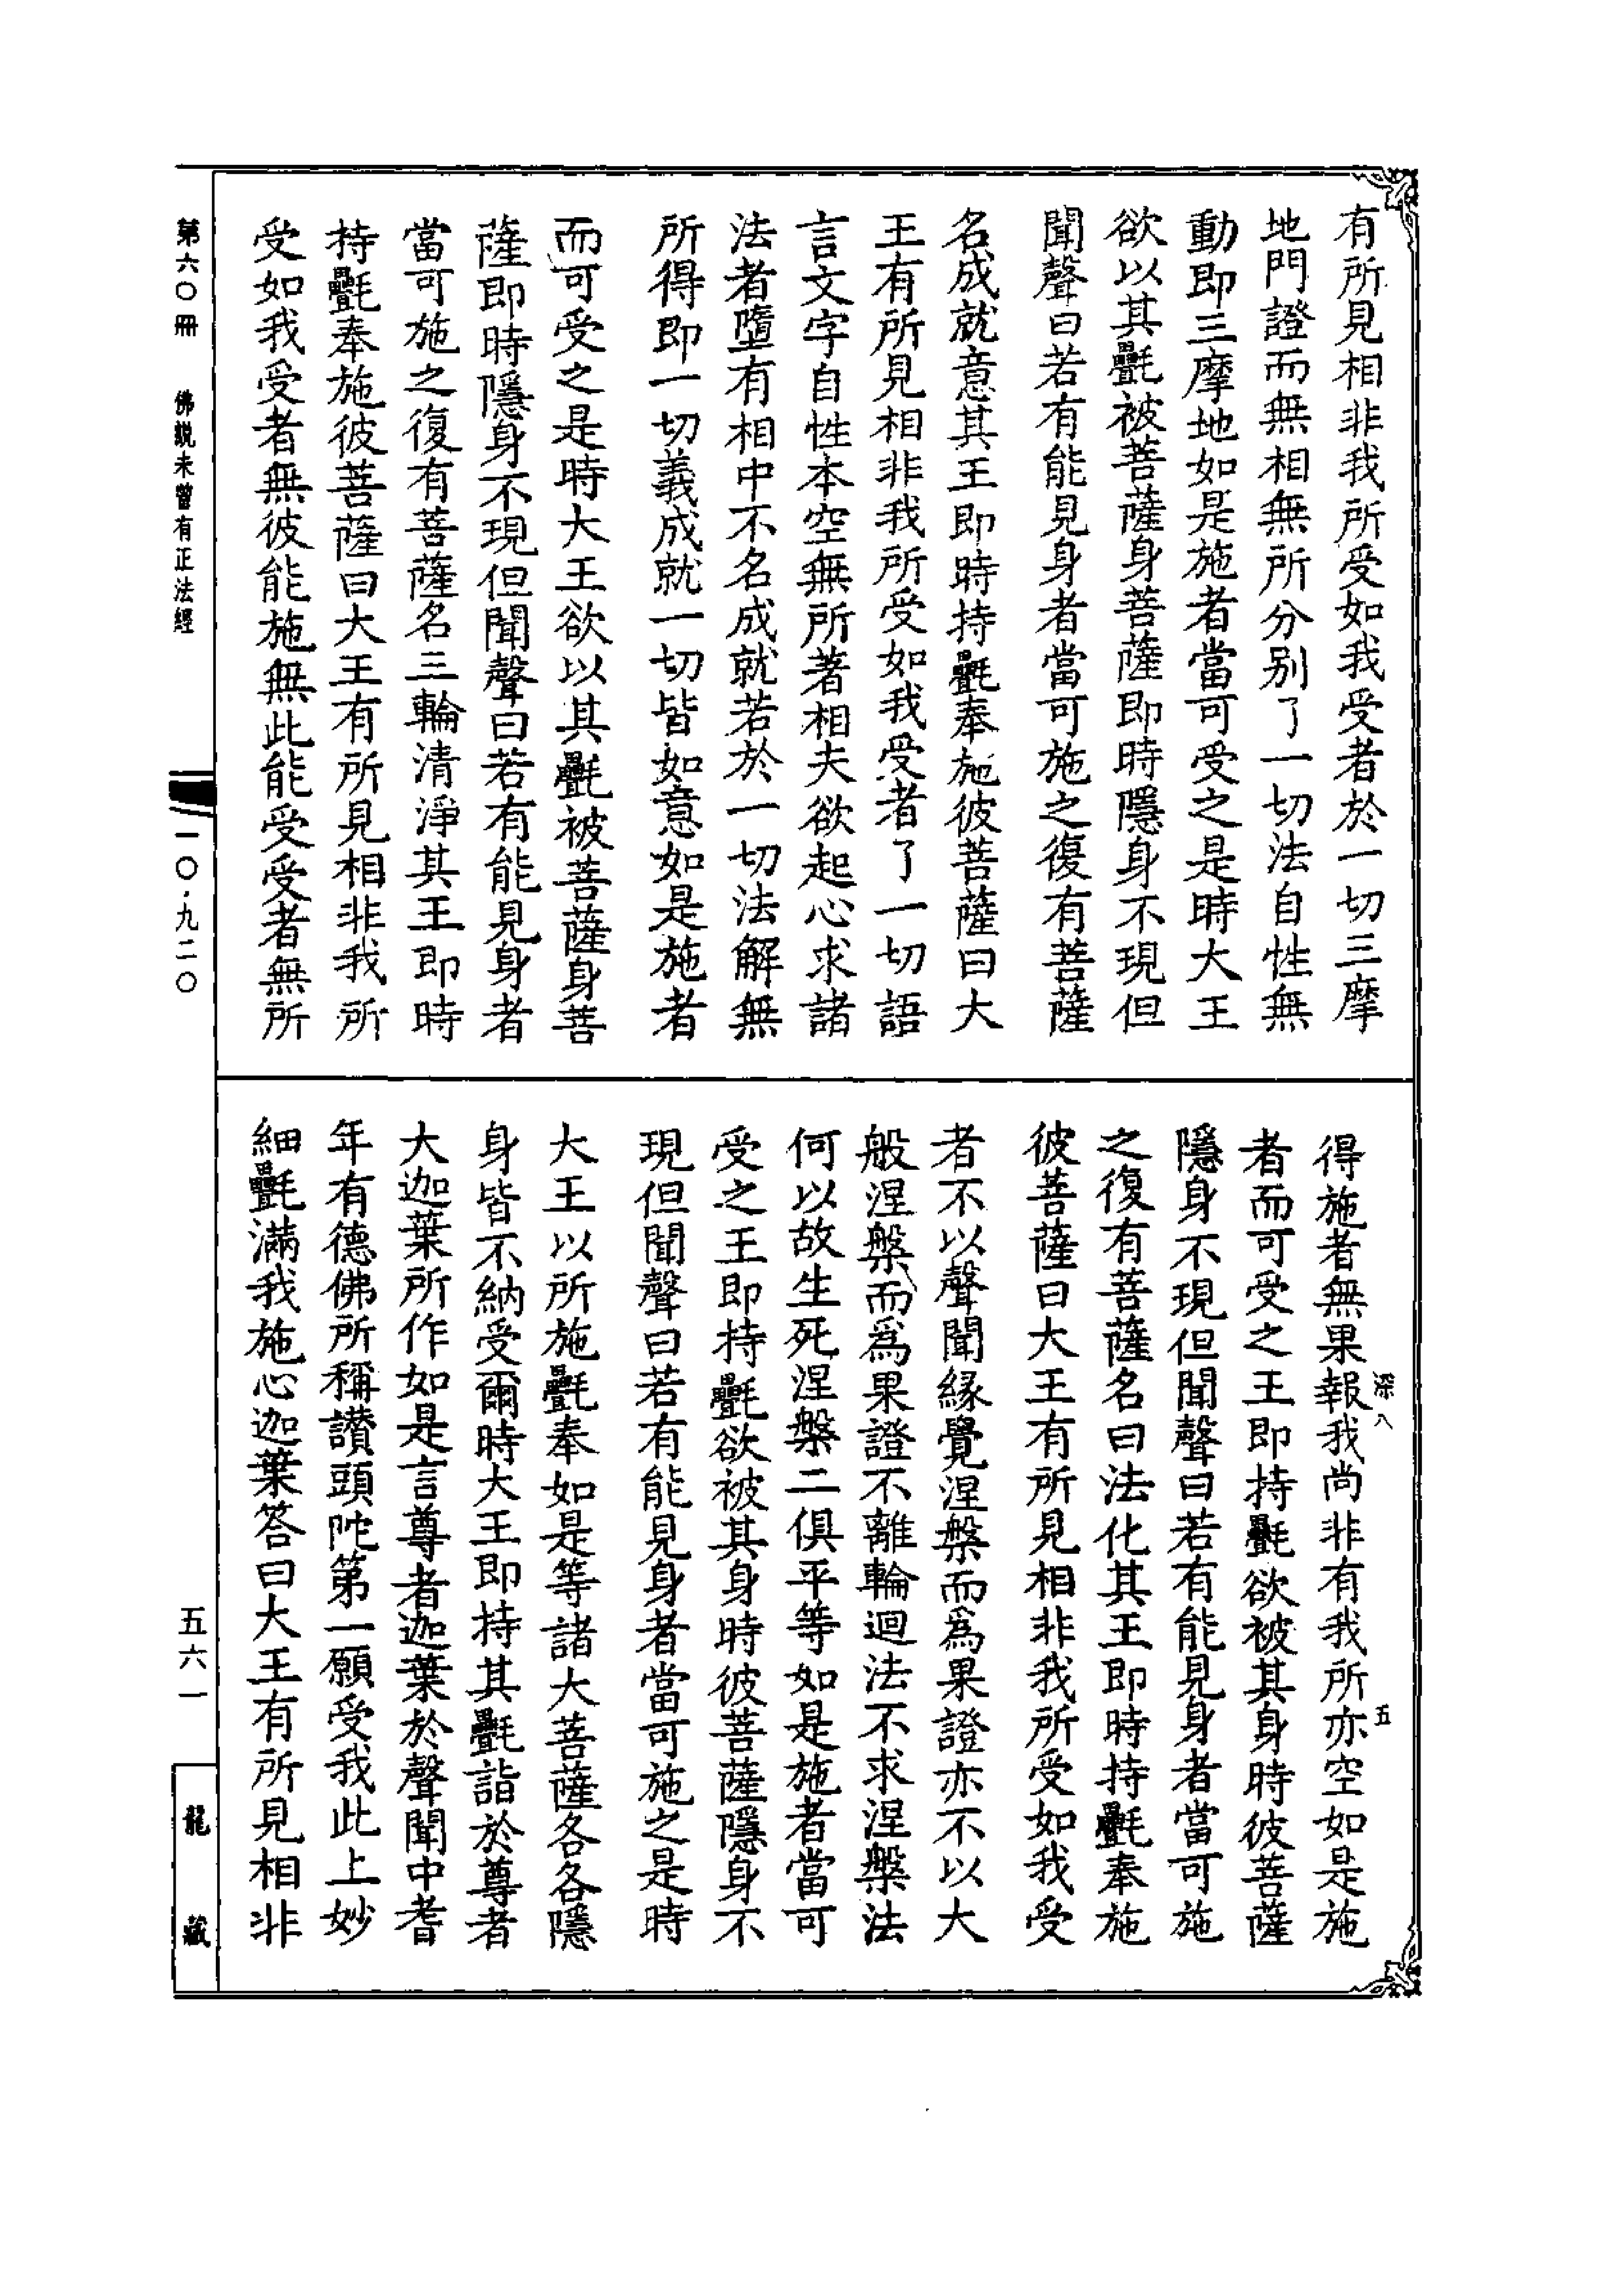 有所見相非我所受如我受者於一切三摩
地門證而無相無所分别了一切法自性無
動即三摩地如是施者當可受之是時大王
欲以其㲲被菩薩身菩薩即時隱身不現但
聞聲曰若有能見身者當可施之復有菩薩
名成就意其王即時持㲲奉施彼菩薩曰大
王有所見相非我所受如我受者了一切語
言文字自性本空無所著相夫欲起心求諸
法者墮有相中不名成就若於一切法解無
所得即一切義成就一切皆如意如是施者
而可受之是時大王欲以其㲲被菩薩身菩
薩即時隱身不現但聞聲曰若有能見身者
當可施之復有菩薩名三輪清淨其王即時
持㲲奉施彼菩薩曰大王有所見相非我所
受如我受者無彼能施無此能受受者無所
得施者無果報我尚非有我所亦空如是施
者而可受之王即持㲲欲被其身時彼菩薩
隱身不現但聞聲曰若有能見身者當可施
之復有菩薩名曰法化其王即時持㲲奉施
彼菩薩曰大王有所見相非我所受如我受
者不以聲聞緣覺涅槃而爲果證亦不以大
般涅槃而爲果證不離輪迴法不求涅槃法
何以故生死涅槃二俱平等如是施者當可
受之王即持㲲欲被其身時彼菩薩隱身不
現但聞聲曰若有能見身者當可施之是時
大王以所施㲲奉如是等諸大菩薩各各隱
身皆不納受爾時大王即持其㲲詣於尊者
大迦葉所作如是言尊者迦葉於聲聞中耆
年有德佛所稱讚頭陀第一願受我此上妙
細㲲滿我施心迦葉答曰大王有所見相非
深八
五
第六〇冊 佛說未曾有正法經
一〇·九二〇
五六一
龍藏